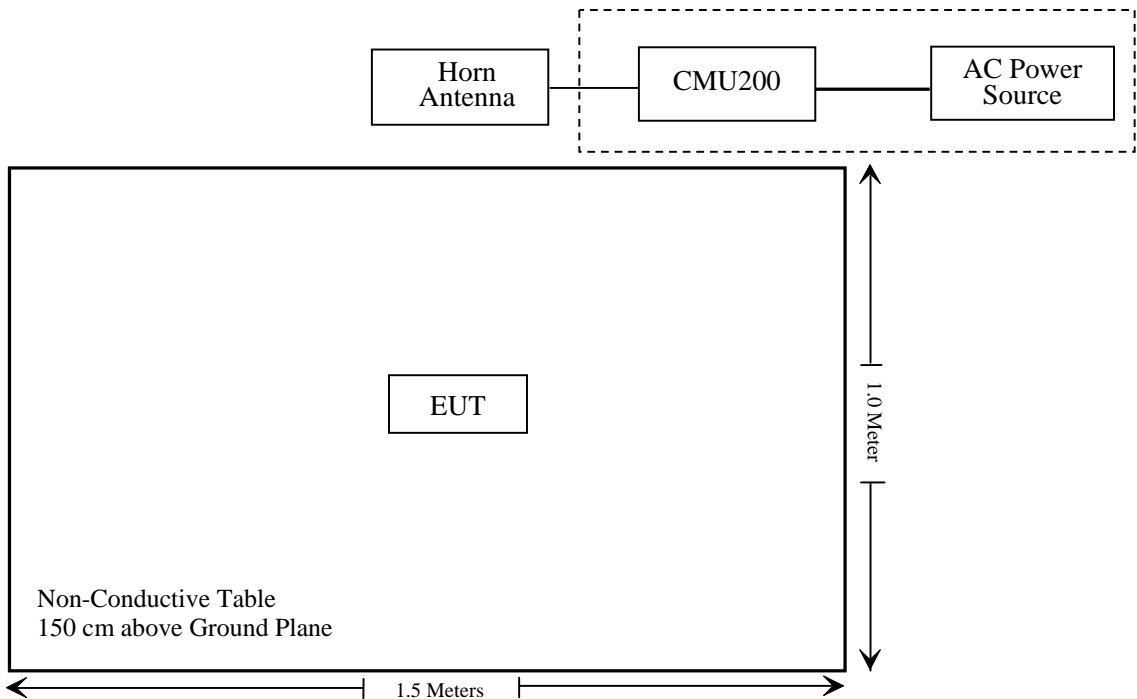 Horn
Antenna
CMU200
AC Power
Source
EUT
1.0 Meter
Non-Conductive Table
150 cm above Ground Plane
1.5 Meters